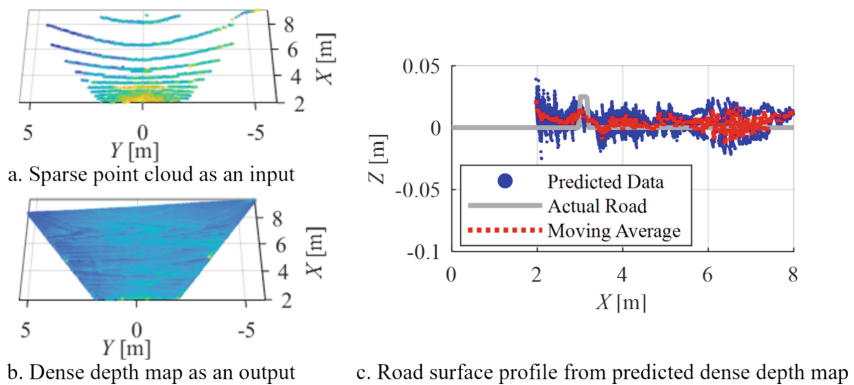 8
6
4
2
X [m]
5
0
-5
Y [m]
a. Sparse point cloud as an input
8
6
4
2
X [m]
5
0
-5
Y [m]
b. Dense depth map as an output
0.05
0
-0.05
-0.1
Z [m]
Predicted Data
Actual Road
Moving Average
0
2
4
6
8
X [m]
c. Road surface profile from predicted dense depth map